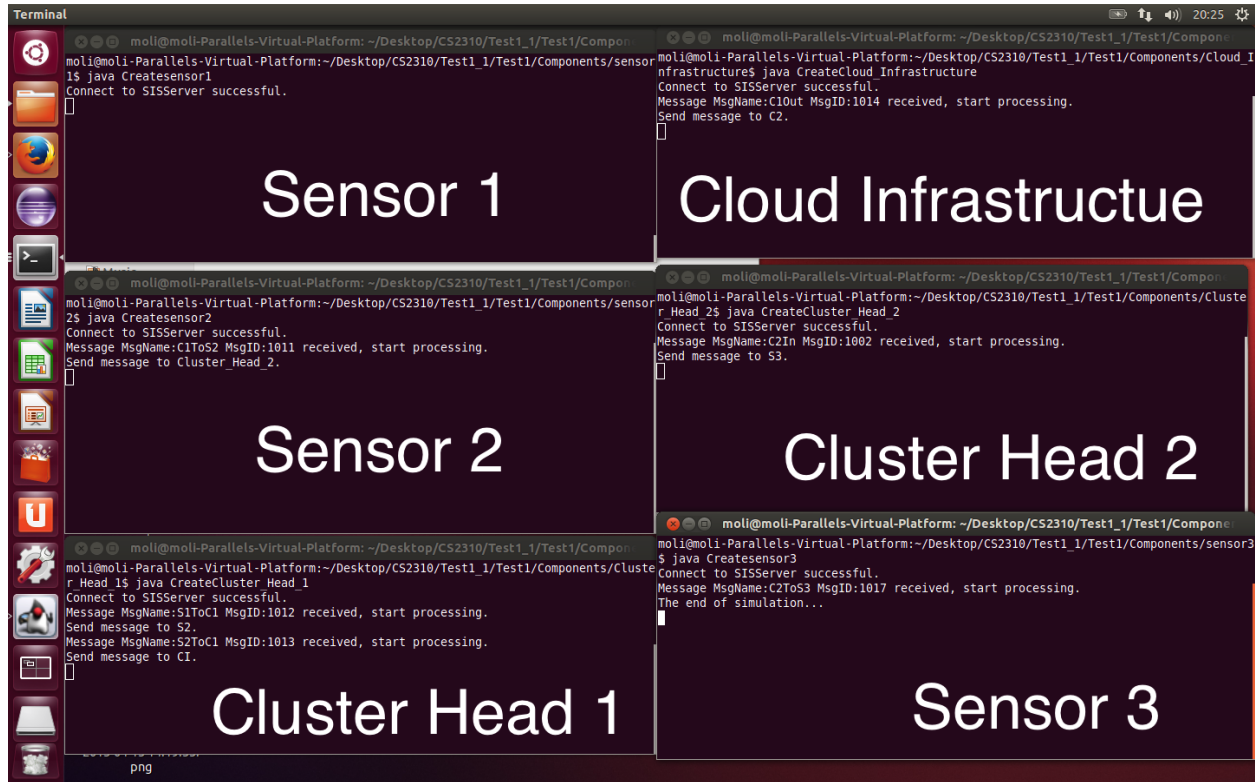 Terminal
20:25
moli@moli-Parallels-Virtual-Platform: ~/Desktop/CS2310/Test1_1/Test1/Compon
moli@moli-Parallels-Virtual-Platform:~/Desktop/CS2310/Test1_1/Test1/Components/sensor
1$ java Createsensor1
Connect to SISServer successful.
Sensor 1
moli@moli-Parallels-Virtual-Platform: ~/Desktop/CS2310/Test1_1/Test1/Compone
moli@moli-Parallels-Virtual-Platform:~/Desktop/CS2310/Test1_1/Test1/Components/Cloud_I
nfrastructure$ java CreateCloud_Infrastructure
Connect to SISServer successful.
Message MsgName:C1Out MsgID:1014 received, start processing.
Send message to C2.
Cloud Infrastructue
moli@moli-Parallels-Virtual-Platform: ~/Desktop/CS2310/Test1_1/Test1/Compon
moli@moli-Parallels-Virtual-Platform:~/Desktop/CS2310/Test1_1/Test1/Components/sensor
2$ java Createsensor2
Connect to SISServer successful.
Message MsgName:C1ToS2 MsgID:1011 received, start processing.
Send message to Cluster_Head_2.
Sensor 2
moli@moli-Parallels-Virtual-Platform: ~/Desktop/CS2310/Test1_1/Test1/Compon
moli@moli-Parallels-Virtual-Platform:~/Desktop/CS2310/Test1_1/Test1/Components/Cluste
r_Head_2$ java CreateCluster_Head_2
Connect to SISServer successful.
Message MsgName:C2In MsgID:1002 received, start processing.
Send message to S3.
Cluster Head 2
moli@moli-Parallels-Virtual-Platform: ~/Desktop/CS2310/Test1_1/Test1/Compon
moli@moli-Parallels-Virtual-Platform:~/Desktop/CS2310/Test1_1/Test1/Components/Cluste
r_Head_1$ java CreateCluster_Head_1
Connect to SISServer successful.
Message MsgName:S1ToC1 MsgID:1012 received, start processing.
Send message to S2.
Message MsgName:S2ToC1 MsgID:1013 received, start processing.
Send message to CI.
Cluster Head 1
moli@moli-Parallels-Virtual-Platform: ~/Desktop/CS2310/Test1_1/Test1/Compone
moli@moli-Parallels-Virtual-Platform:~/Desktop/CS2310/Test1_1/Test1/Components/sensor3
$ java Createsensor3
Connect to SISServer successful.
Message MsgName:C2ToS3 MsgID:1017 received, start processing.
The end of simulation...
Sensor 3
png